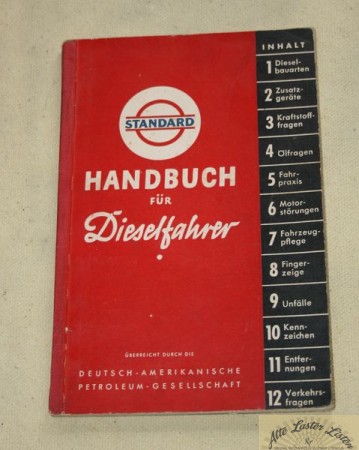 STANDARD
HANDBUCH
FÜR
Dieselfahrer
ÜBERREICHT DURCH DIE
DEUTSCH-AMERIKANISCHE
PETROLEUM-GESELLSCHAFT
INHALT
1 Diesel-
bauarten
2 Zusatz-
geräte
3 Kraftstoff-
fragen
4 Ölfragen
5 Fahr-
praxis
6 Motor-
störungen
7 Fahrzeug-
pflege
8 Finger-
zeige
9 Unfälle
10 Kenn-
zeichen
11 Entfer-
nungen
12 Verkehrs-
fragen
Alte Laster Listen